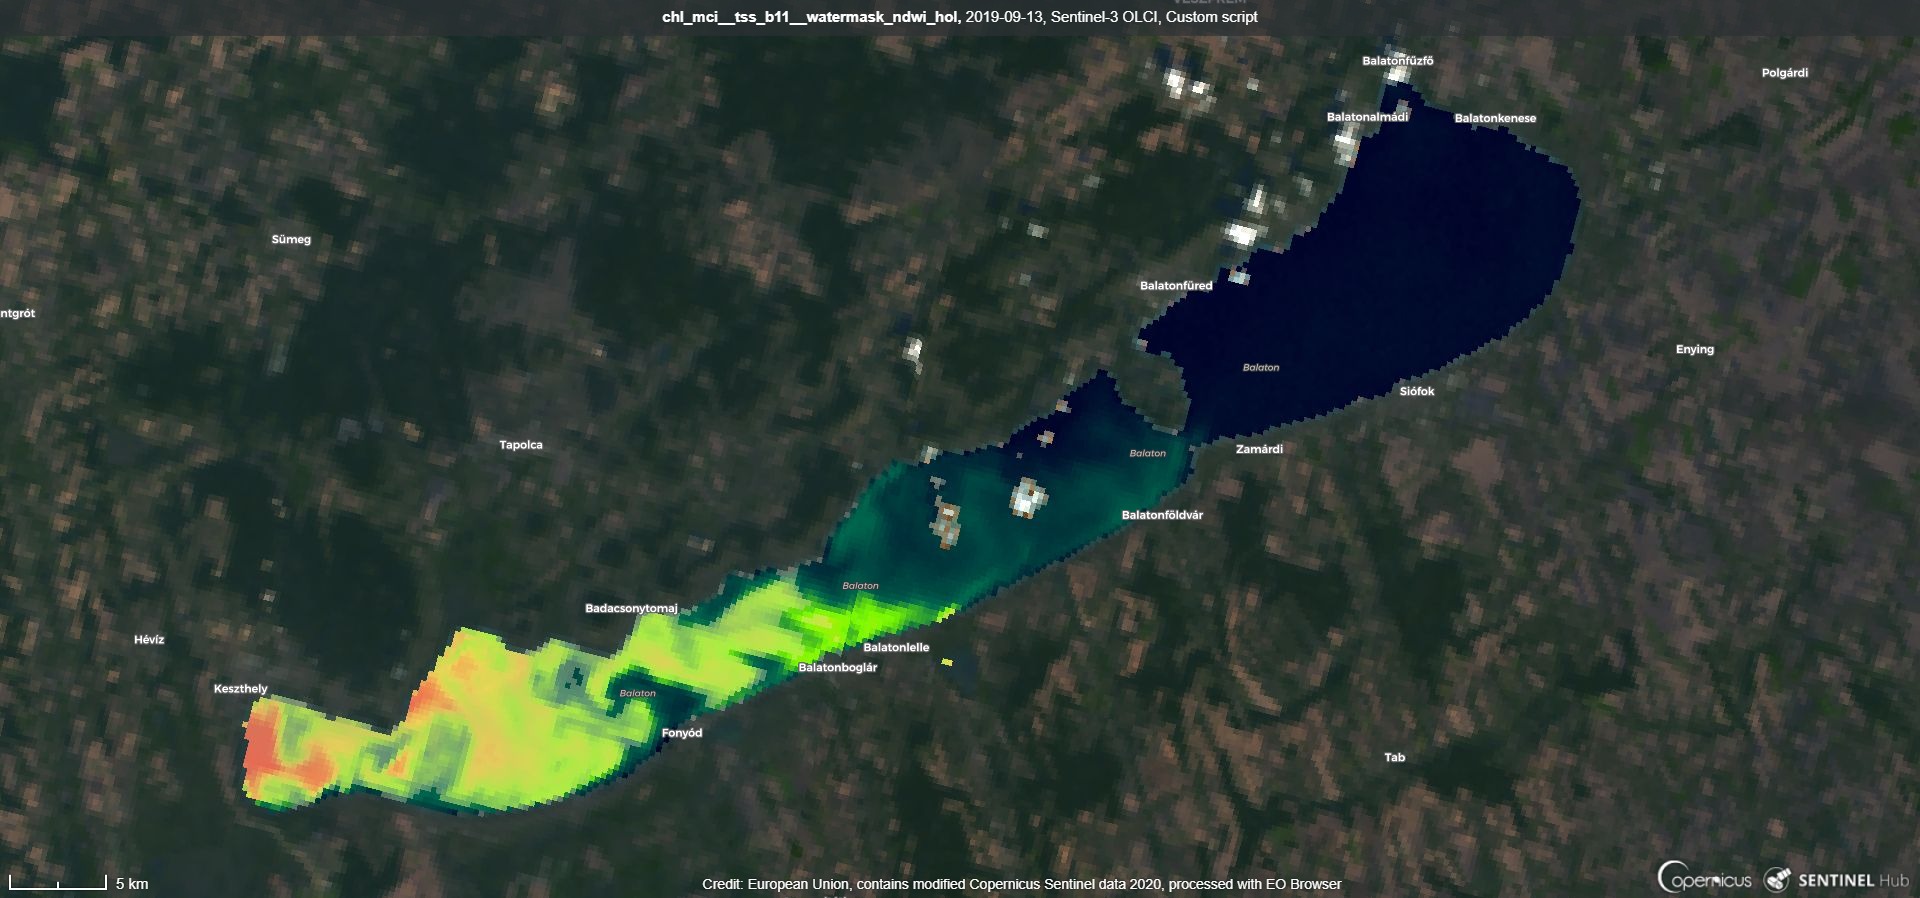 chl_mci__tss_b11__watermask_ndwi_hol, 2019-09-13, Sentinel-3 OLCI, Custom script
Balatonfűzfő
Polgárdi
Balatonalmádi
Balatonkenese
Sümeg
Balatonfüred
ntgrót
Enying
Balaton
Siófok
Tapolca
Zamárdi
Balaton
Balatonföldvár
Balaton
Badacsonytomaj
Hévíz
Balatonlelle
Balatonboglár
Keszthely
Balaton
Fonyód
Tab
5 km
Credit: European Union, contains modified Copernicus Sentinel data 2020, processed with EO Browser
Copernicus
SENTINEL Hub